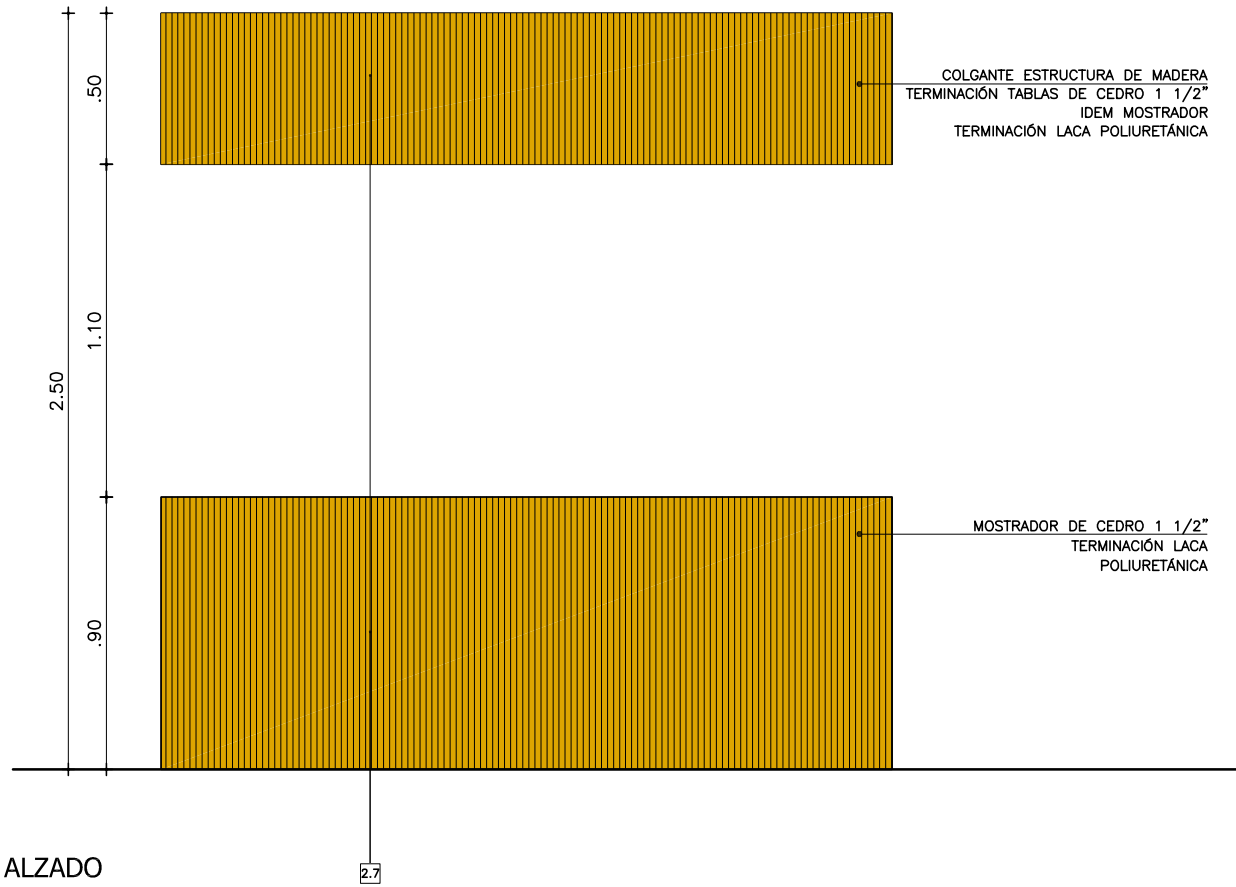 .50
COLGANTE ESTRUCTURA DE MADERA
TERMINACIÓN TABLAS DE CEDRO 1 1/2”
IDEM MOSTRADOR
TERMINACIÓN LACA POLIURETÁNICA
1.10
2.50
MOSTRADOR DE CEDRO 1 1/2”
TERMINACIÓN LACA
POLIURETÁNICA
.90
ALZADO
2.7